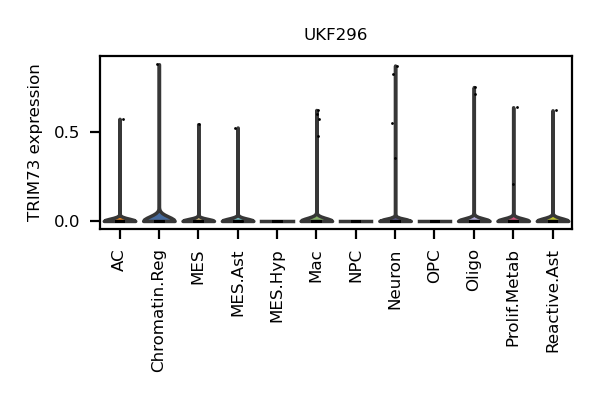 UKF296
TRIM73 expression
0.5
0.0
AC
Chromatin.Reg
MES
MES.Ast
MES.Hyp
Mac
NPC
Neuron
OPC
Oligo
Prolif.Metab
Reactive.Ast